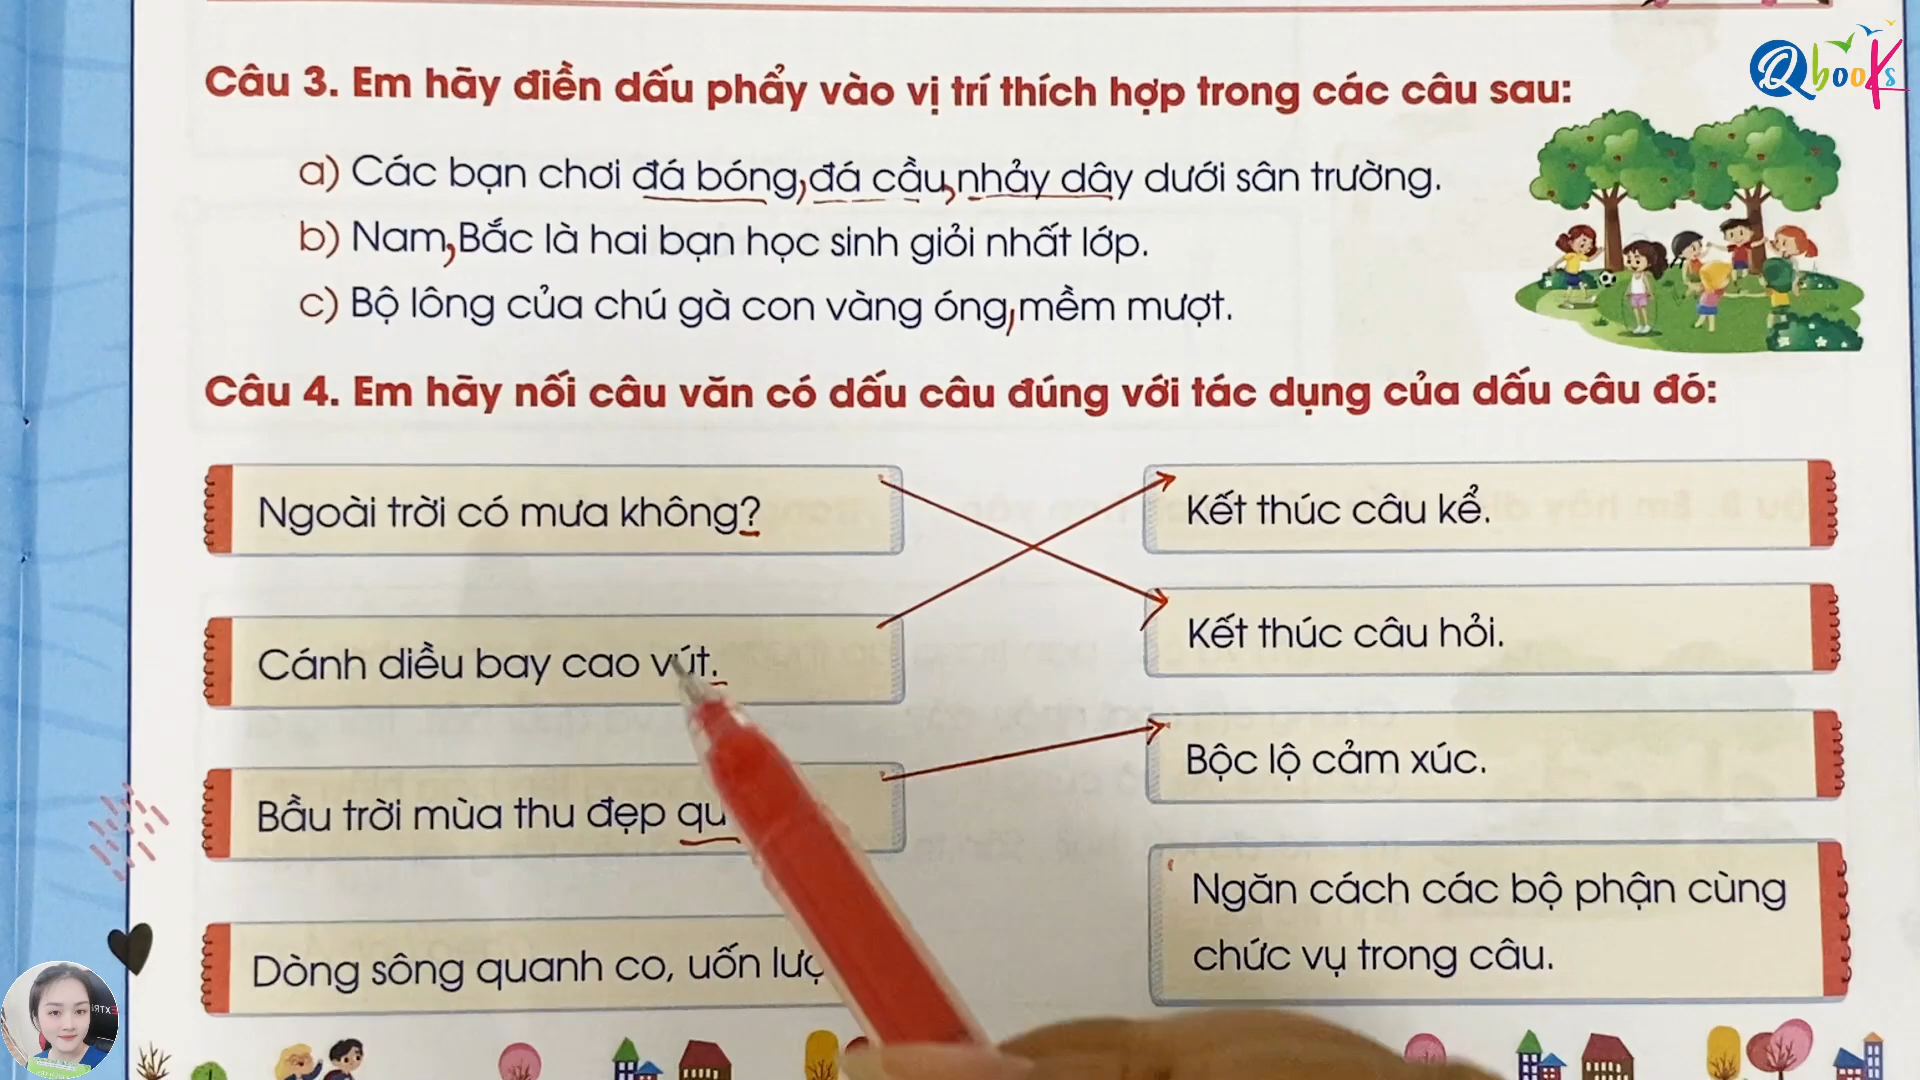 Qbooks
Câu 3. Em hãy điền dấu phẩy vào vị trí thích hợp trong các câu sau:
a) Các bạn chơi đá bóng, đá cầu, nhảy dây dưới sân trường.
b) Nam, Bắc là hai bạn học sinh giỏi nhất lớp.
c) Bộ lông của chú gà con vàng óng, mềm mượt.
Câu 4. Em hãy nối câu văn có dấu câu đúng với tác dụng của dấu câu đó:
Ngoài trời có mưa không?
Kết thúc câu kể.
Cánh diều bay cao vút.
Kết thúc câu hỏi.
Bầu trời mùa thu đẹp
Bộc lộ cảm xúc.
Dòng sông quanh co, uốn
Ngăn cách các bộ phận cùng
chức vụ trong câu.